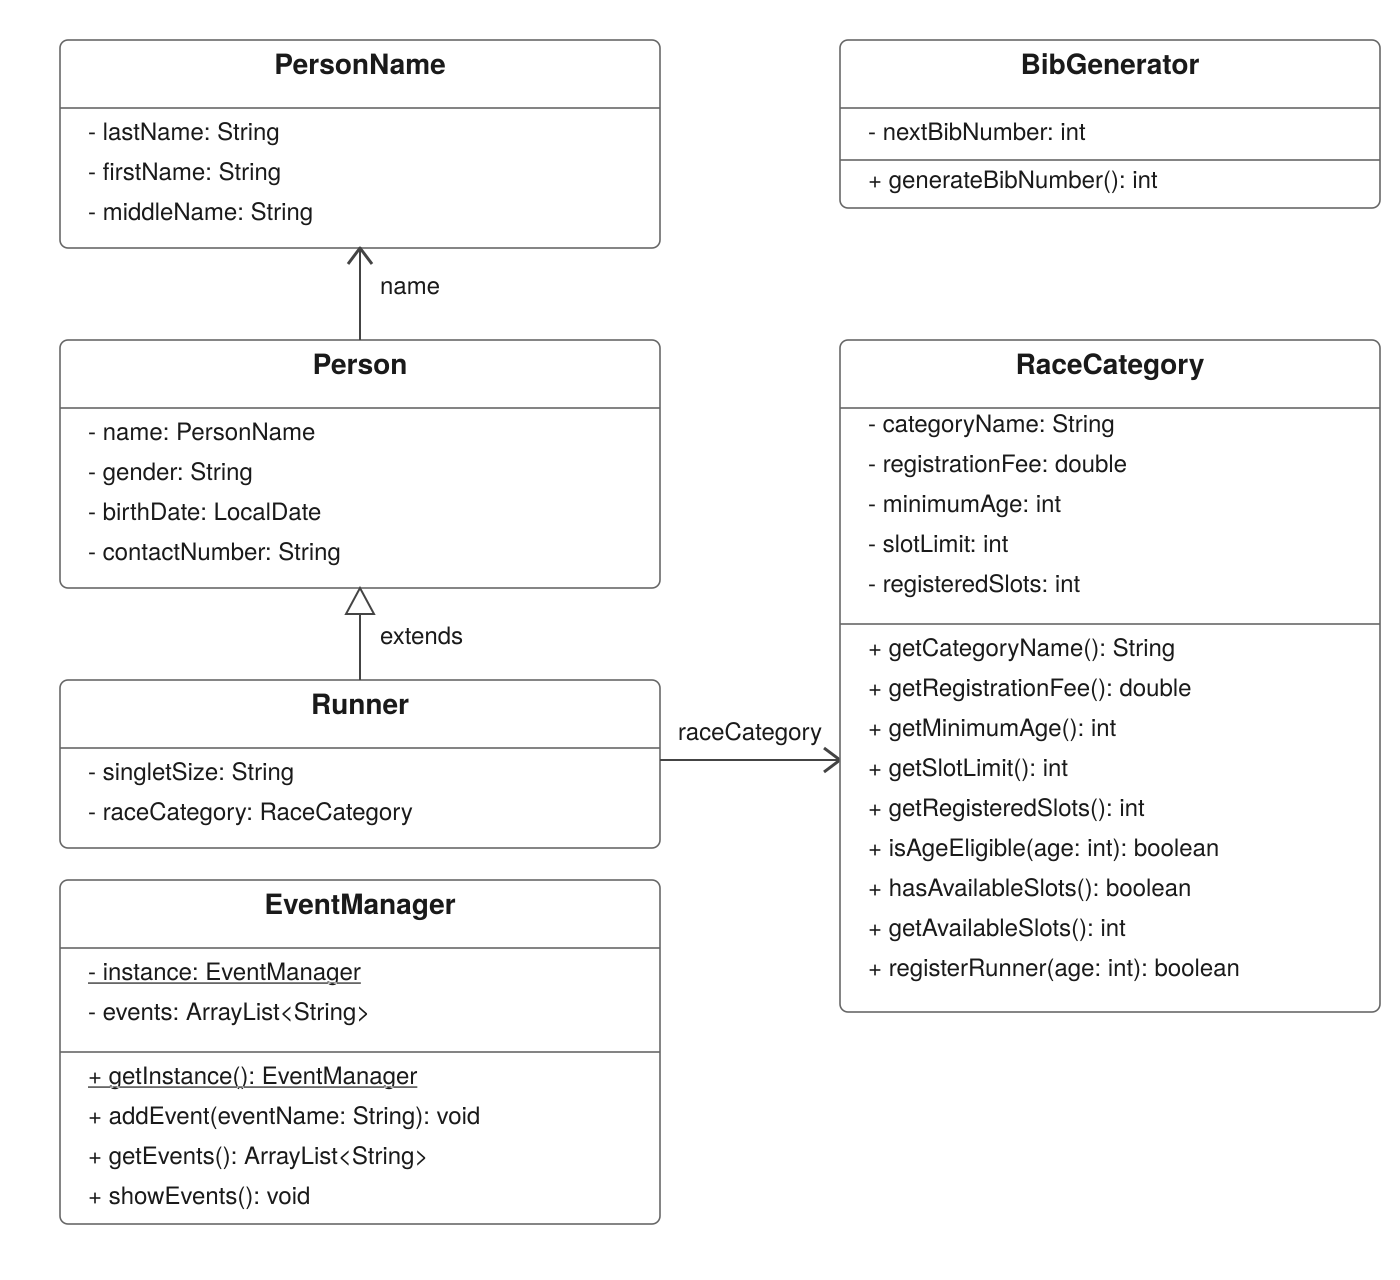 PersonName
- lastName: String
- firstName: String
- middleName: String
name
Person
- name: PersonName
- gender: String
- birthDate: LocalDate
- contactNumber: String
extends
Runner
- singletSize: String
- raceCategory: RaceCategory
raceCategory
EventManager
- instance: EventManager
- events: ArrayList<String>
+ getInstance(): EventManager
+ addEvent(eventName: String): void
+ getEvents(): ArrayList<String>
+ showEvents(): void
BibGenerator
- nextBibNumber: int
+ generateBibNumber(): int
RaceCategory
- categoryName: String
- registrationFee: double
- minimumAge: int
- slotLimit: int
- registeredSlots: int
+ getCategoryName(): String
+ getRegistrationFee(): double
+ getMinimumAge(): int
+ getSlotLimit(): int
+ getRegisteredSlots(): int
+ isAgeEligible(age: int): boolean
+ hasAvailableSlots(): boolean
+ getAvailableSlots(): int
+ registerRunner(age: int): boolean